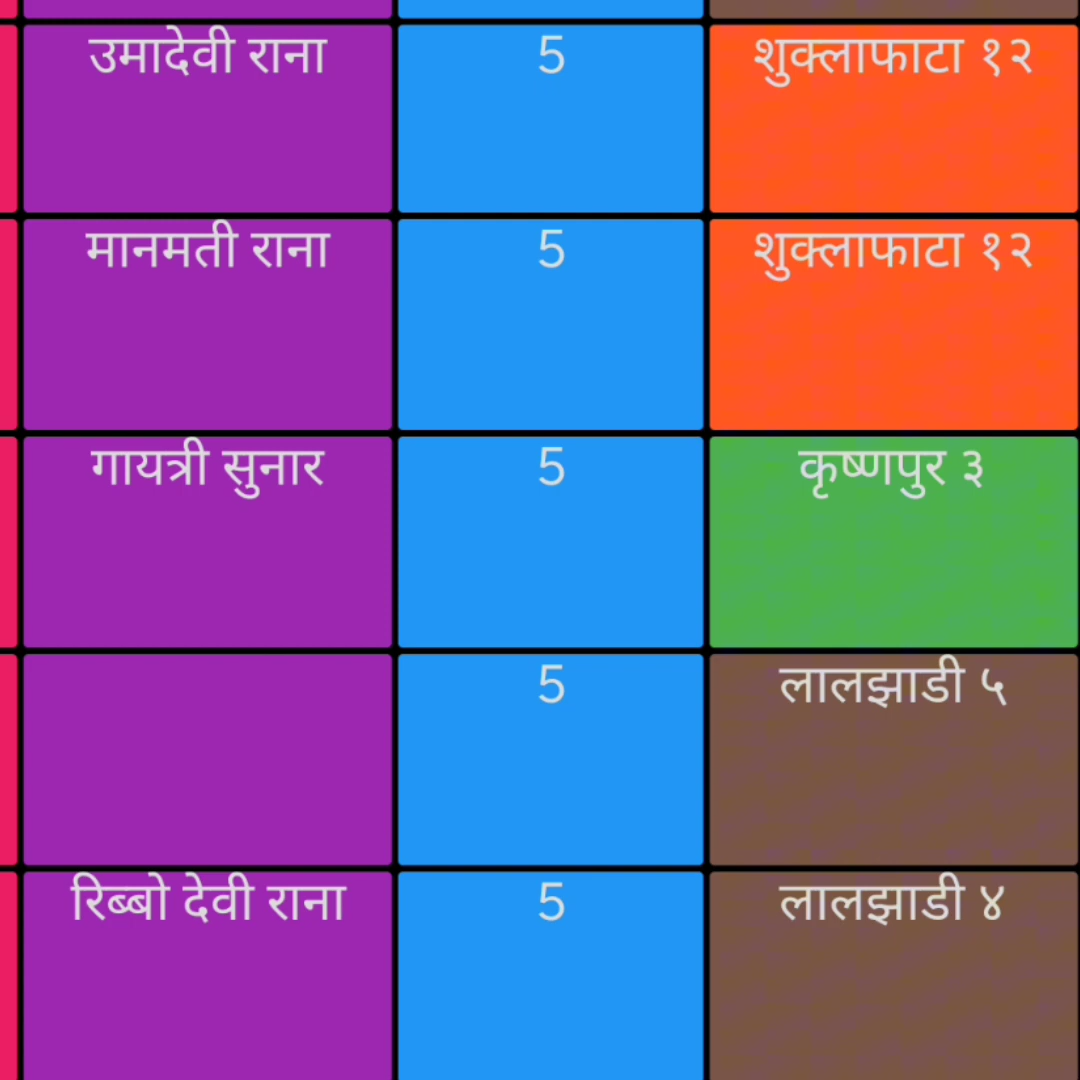 उमादेवी राना 5 शुक्लाफाटा १२
मानमती राना 5 शुक्लाफाटा १२
गायत्री सुनार 5 कृष्णपुर ३
5 लालझाडी ५
रिब्बो देवी राना 5 लालझाडी ४